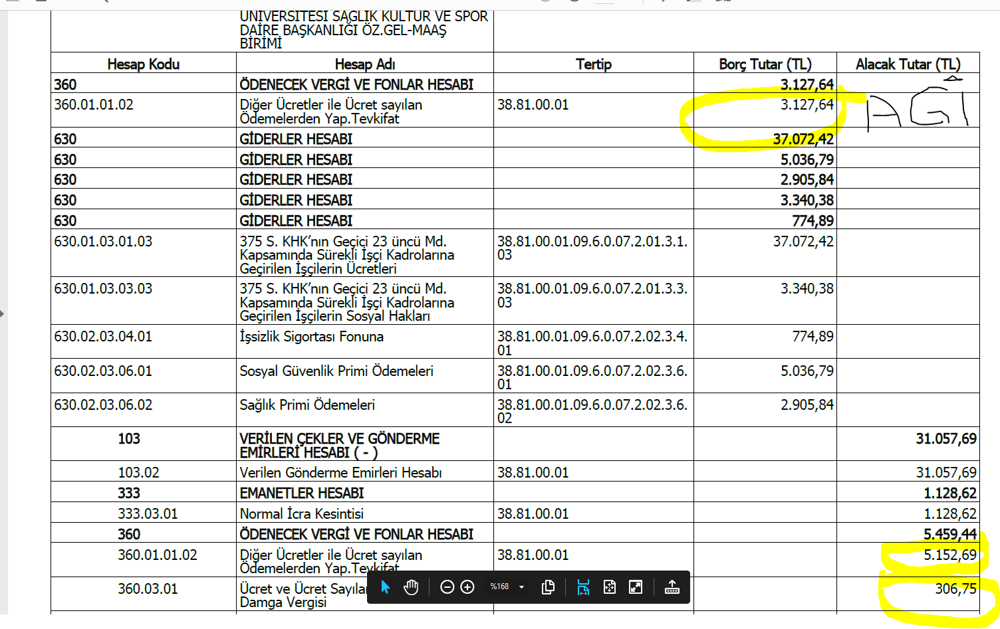 ÜNİVERSİTESİ SAĞLIK KÜLTÜR VE SPOR
DAİRE BAŞKANLIĞI ÖZ.GEL-MAAŞ
BİRİMİ
Hesap Kodu Hesap Adı Tertip Borç Tutar (TL) Alacak Tutar (TL)
360 ÖDENECEK VERGİ VE FONLAR HESABI 3.127,64
360.01.01.02 Diğer Ücretler ile Ücret sayılan 38.81.00.01 3.127,64 AGİ
Ödemelerden Yap.Tevkifat
630 GİDERLER HESABI 37.072,42
630 GİDERLER HESABI 5.036,79
630 GİDERLER HESABI 2.905,84
630 GİDERLER HESABI 3.340,38
630 GİDERLER HESABI 774,89
630.01.03.01.03 375 S. KHK’nın Geçici 23 üncü Md. 38.81.00.01.09.6.0.07.2.01.3.1. 37.072,42
Kapsamında Sürekli İşçi Kadrolarına 03
Geçirilen İşçilerin Ücretleri
630.01.03.03.03 375 S. KHK’nın Geçici 23 üncü Md. 38.81.00.01.09.6.0.07.2.01.3.3. 3.340,38
Kapsamında Sürekli İşçi Kadrolarına 03
Geçirilen İşçilerin Sosyal Hakları
630.02.03.04.01 İşsizlik Sigortası Fonuna 38.81.00.01.09.6.0.07.2.02.3.4. 774,89
01
630.02.03.06.01 Sosyal Güvenlik Primi Ödemeleri 38.81.00.01.09.6.0.07.2.02.3.6. 5.036,79
01
630.02.03.06.02 Sağlık Primi Ödemeleri 38.81.00.01.09.6.0.07.2.02.3.6. 2.905,84
02
103 VERİLEN ÇEKLER VE GÖNDERME 31.057,69
EMİRLERİ HESABI ( - )
103.02 Verilen Gönderme Emirleri Hesabı 38.81.00.01 31.057,69
333 EMANETLER HESABI 1.128,62
333.03.01 Normal İcra Kesintisi 38.81.00.01 1.128,62
360 ÖDENECEK VERGİ VE FONLAR HESABI 5.459,44
360.01.01.02 Diğer Ücretler ile Ücret sayılan 38.81.00.01 5.152,69
Ödemelerden Yap.Tevkifat
360.03.01 Ücret ve Ücret Sayılan 306,75
Damga Vergisi
%168